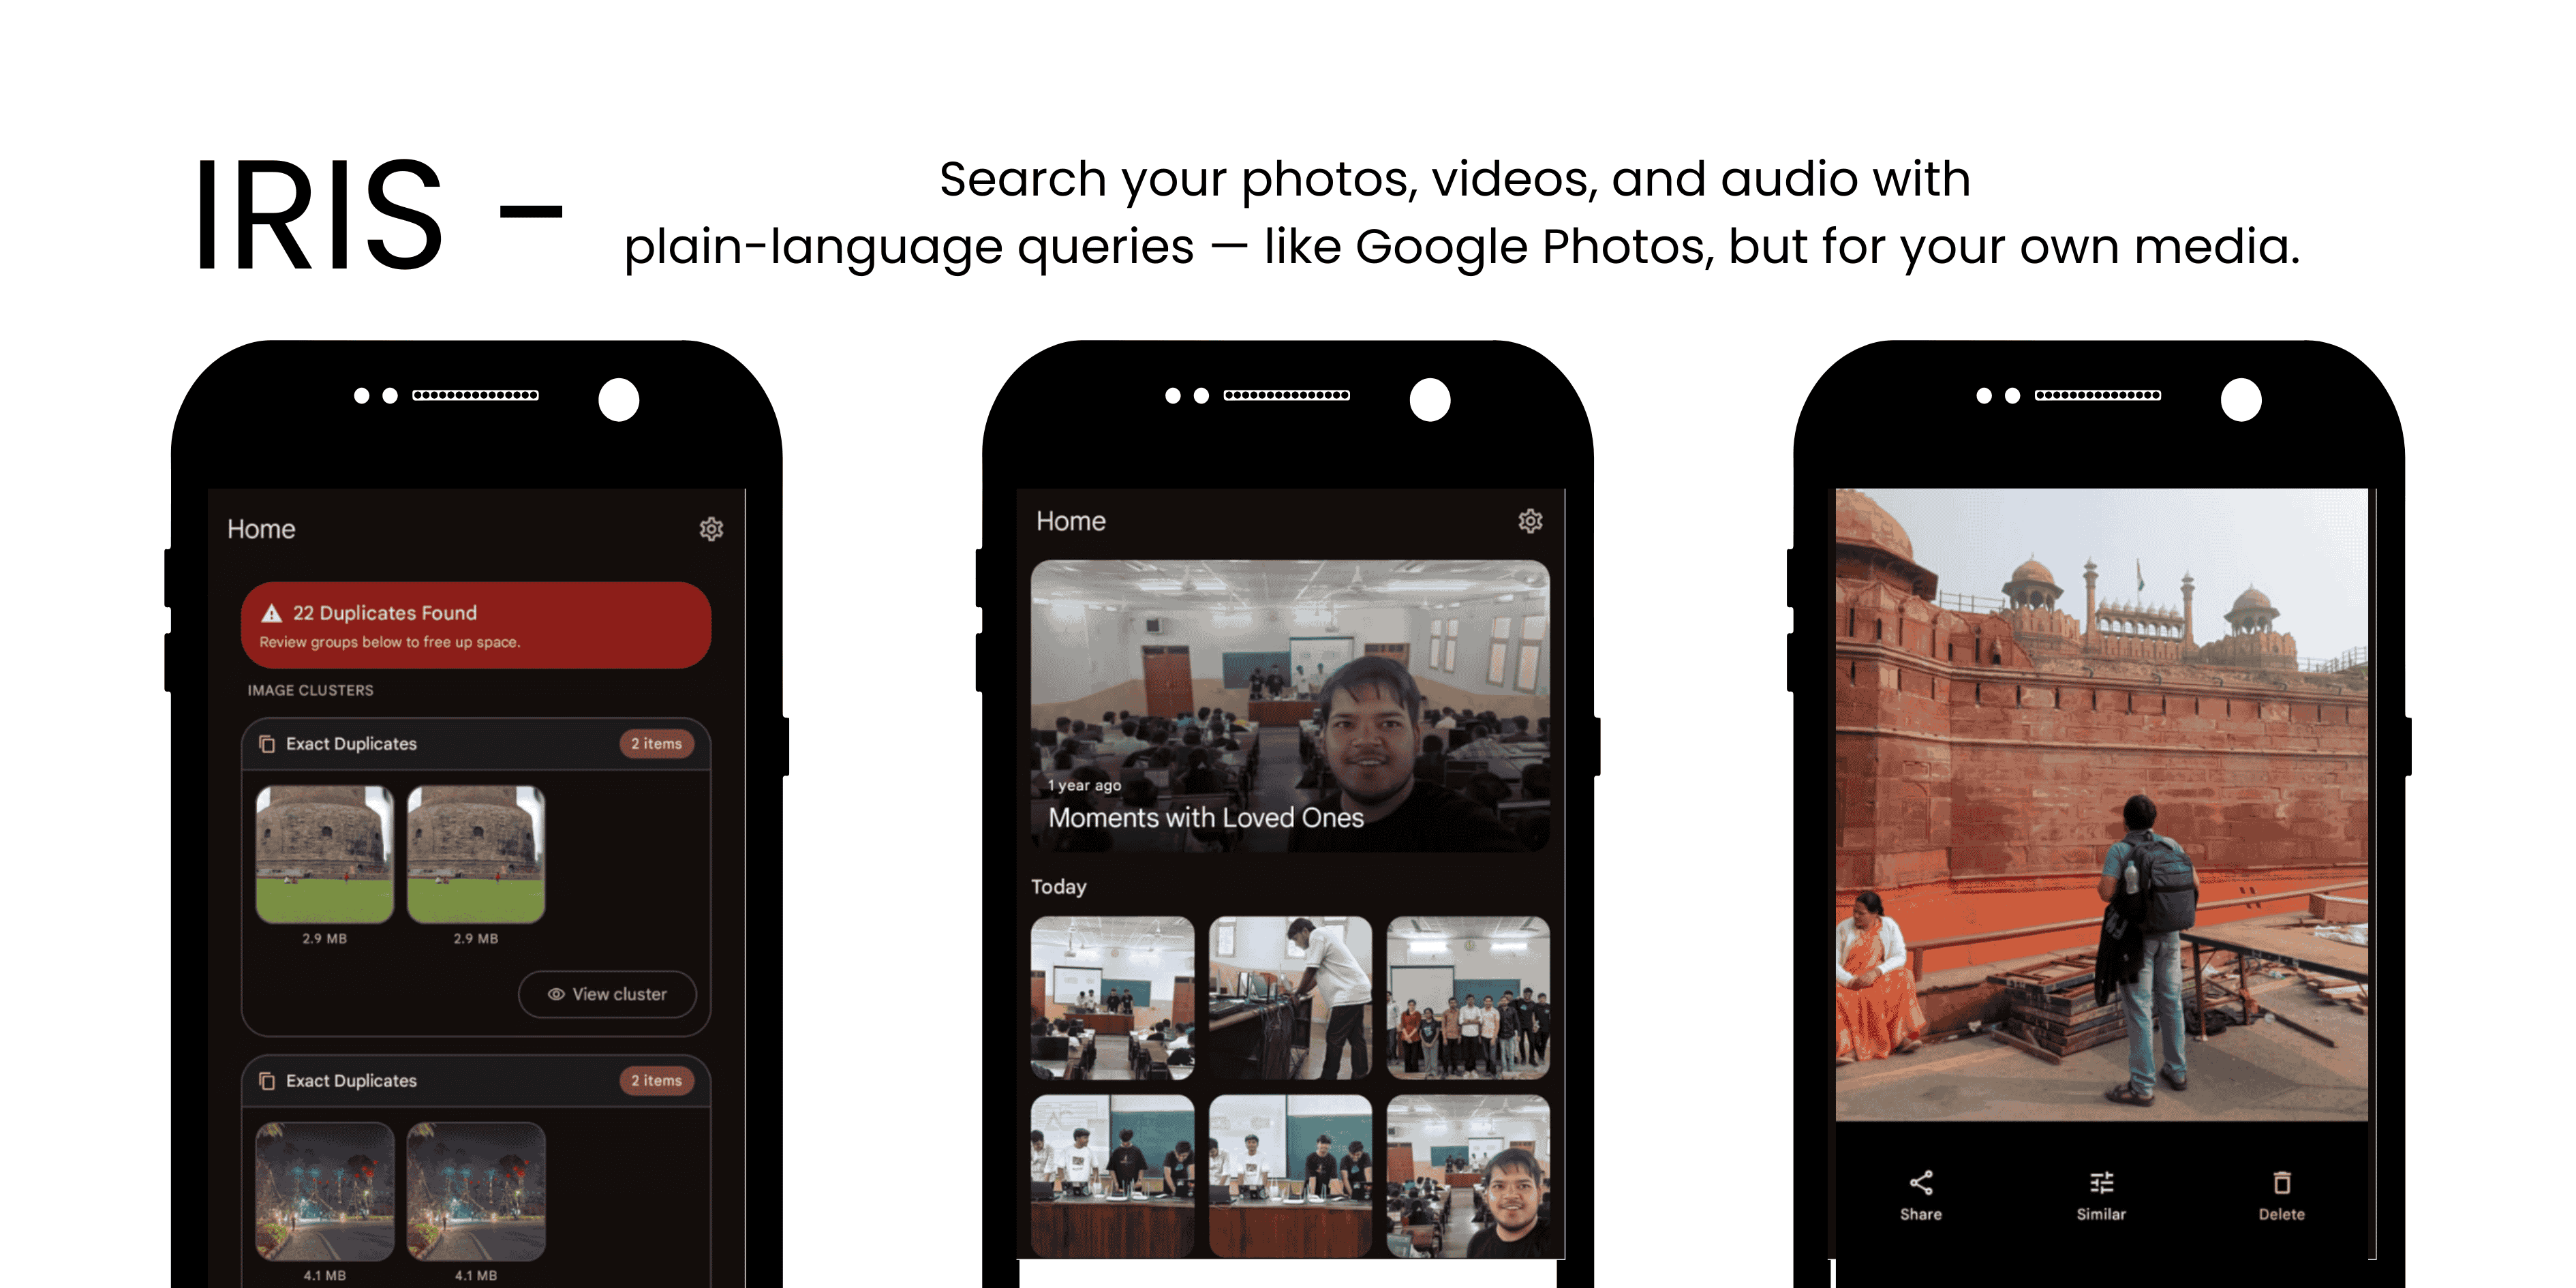 IRIS -
Search your photos, videos, and audio with
plain-language queries — like Google Photos, but for your own media.
Home
22 Duplicates Found
Review groups below to free up space.
IMAGE CLUSTERS
Exact Duplicates
2 items
2.9 MB
2.9 MB
View cluster
Exact Duplicates
2 items
4.1 MB
4.1 MB
Home
1 year ago
Moments with Loved Ones
Today
Share
Similar
Delete